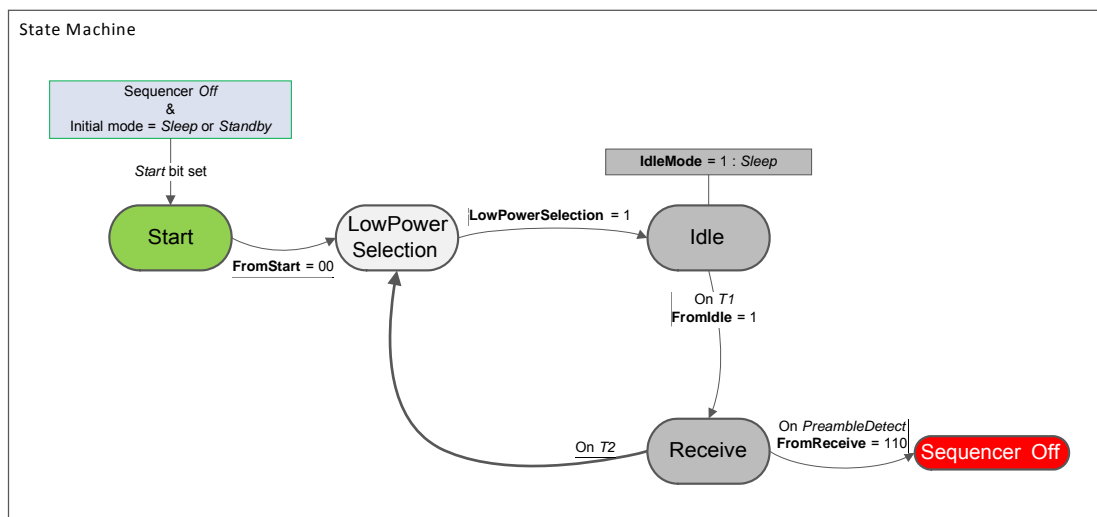 State Machine
Sequencer Off
&
Initial mode = Sleep or Standby
Start bit set
IdleMode = 1 : Sleep
Start
FromStart = 00
LowPower
Selection
LowPowerSelection = 1
Idle
On T1
FromIdle = 1
On T2
Receive
On PreambleDetect
FromReceive = 110
Sequencer Off